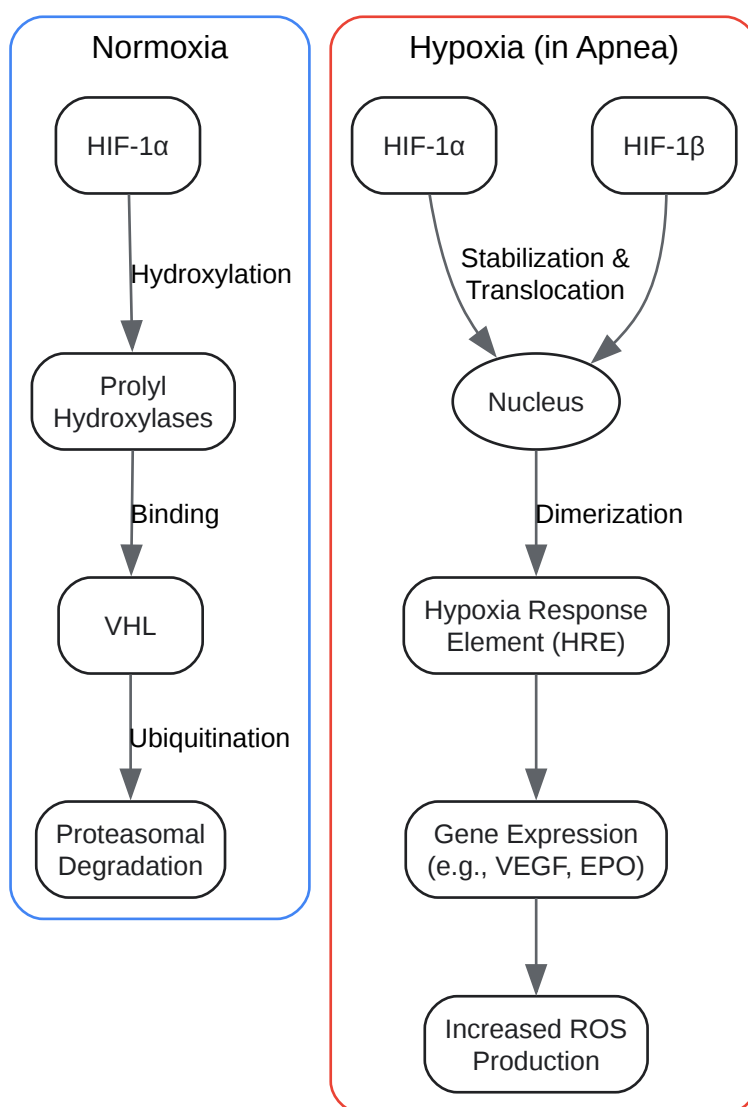 Normoxia
HIF-1α
Hydroxylation
Prolyl
Hydroxylases
Binding
VHL
Ubiquitination
Proteasomal
Degradation
Hypoxia (in Apnea)
HIF-1α
HIF-1β
Stabilization &
Translocation
Nucleus
Dimerization
Hypoxia Response
Element (HRE)
Gene Expression
(e.g., VEGF, EPO)
Increased ROS
Production